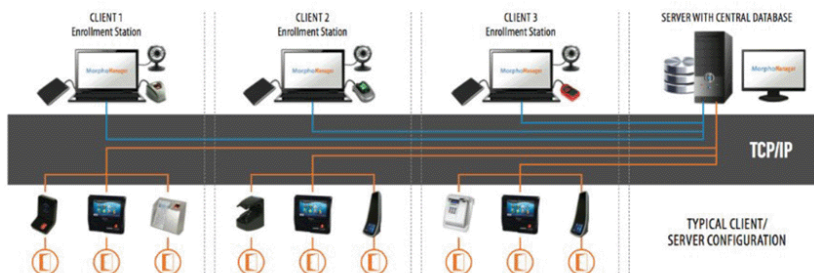 CLIENT 1
Enrollment Station
CLIENT 2
Enrollment Station
CLIENT 3
Enrollment Station
SERVER WITH CENTRAL DATABASE
MorphoManager
MorphoManager
MorphoManager
MorphoManager
TCP/IP
TYPICAL CLIENT/
SERVER CONFIGURATION